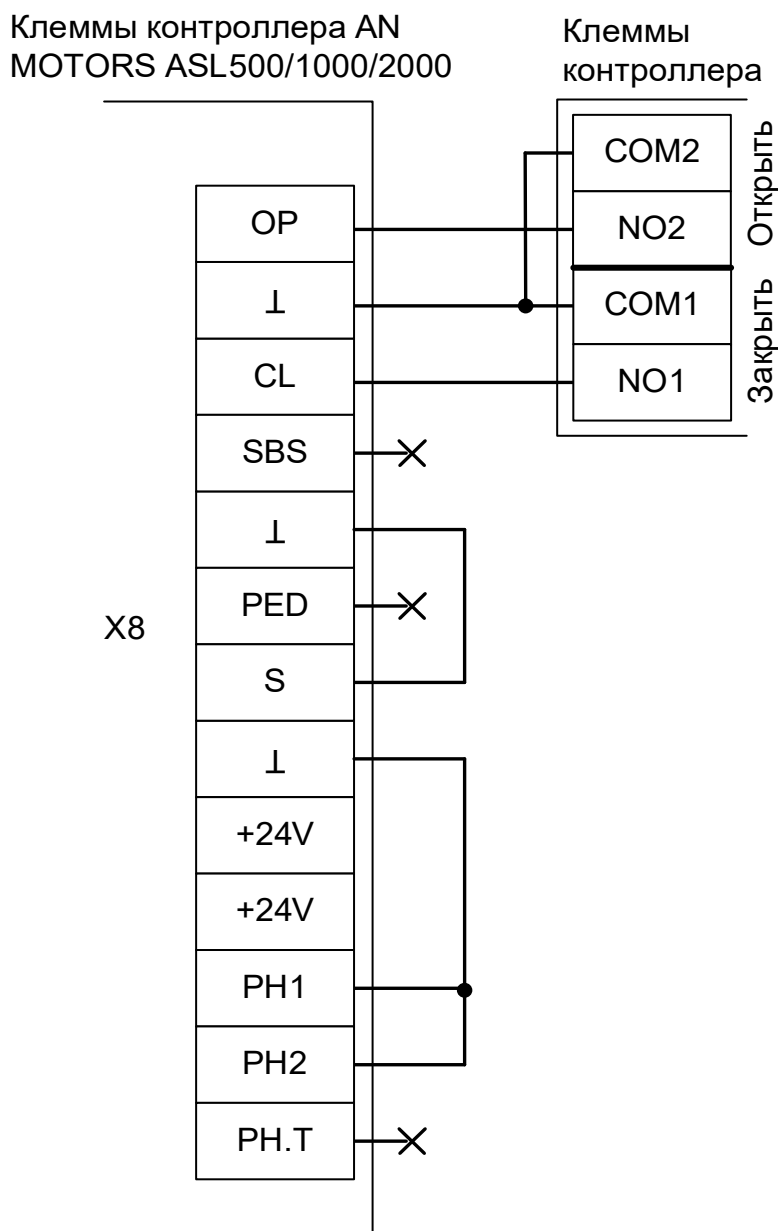 Клеммы контроллера AN
MOTORS ASL500/1000/2000
Клеммы
контроллера
COM2
NO2
Открыть
COM1
NO1
Закрыть
X8
OP
⊥
CL
SBS
⊥
PED
S
⊥
+24V
+24V
PH1
PH2
PH.T